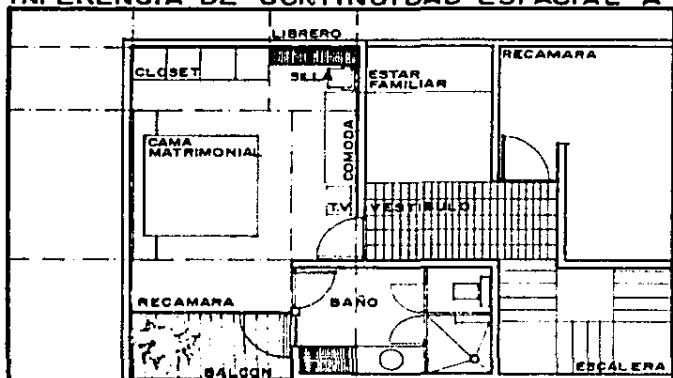 INFERENCIA DE CONTINUIDAD ESPACIAL A
LIBRERO
RECAMARA
CLOSET
SILLA
ESTAR
FAMILIAR
CAMA
MATRIMONIAL
COMODA
T.V.
VESTIBULO
RECAMARA
BAÑO
BALCON
ESCALERA